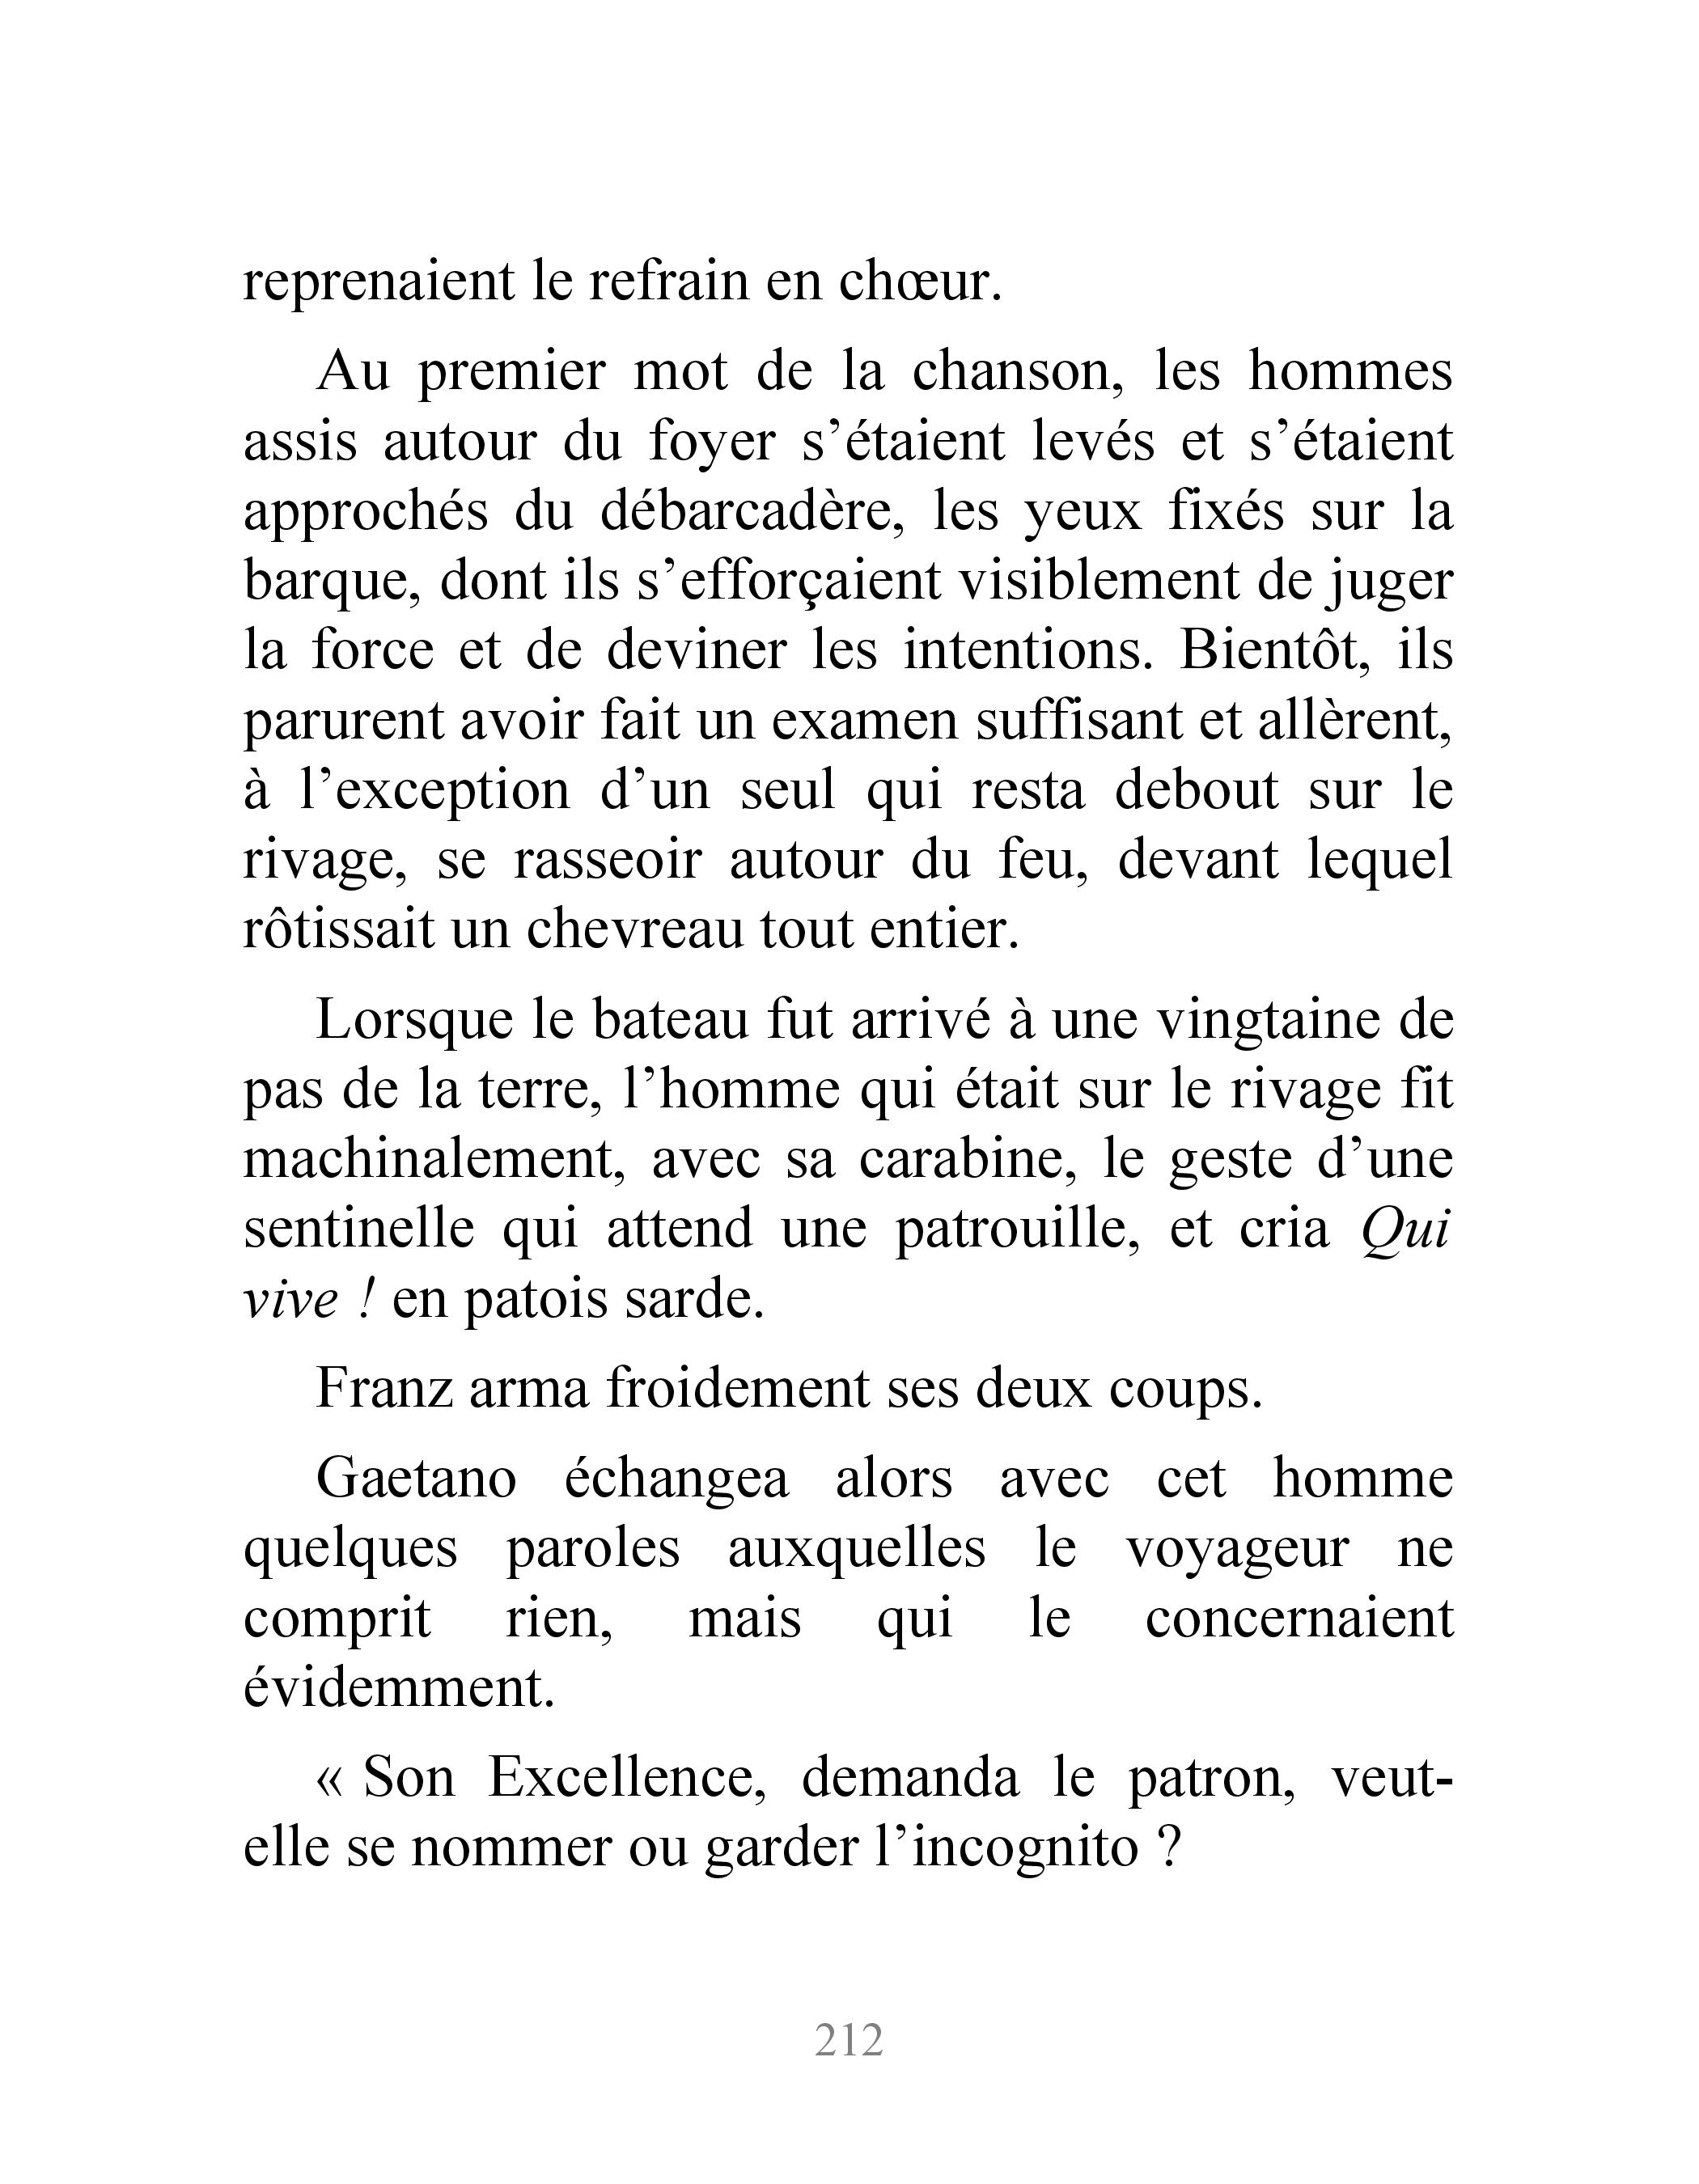 reprenaient le refrain en chœur.
Au premier mot de la chanson, les hommes
assis autour du foyer s’étaient levés et s’étaient
approchés du débarcadère, les yeux fixés sur la
barque, dont ils s’efforçaient visiblement de juger
la force et de deviner les intentions. Bientôt, ils
parurent avoir fait un examen suffisant et allèrent,
à l’exception d’un seul qui resta debout sur le
rivage, se rasseoir autour du feu, devant lequel
rôtissait un chevreau tout entier.
Lorsque le bateau fut arrivé à une vingtaine de
pas de la terre, l’homme qui était sur le rivage fit
machinalement, avec sa carabine, le geste d’une
sentinelle qui attend une patrouille, et cria Qui
vive ! en patois sarde.
Franz arma froidement ses deux coups.
Gaetano échangea alors avec cet homme
quelques paroles auxquelles le voyageur ne
comprit rien, mais qui le concernaient
évidemment.
« Son Excellence, demanda le patron, veut-
elle se nommer ou garder l’incognito ?
212